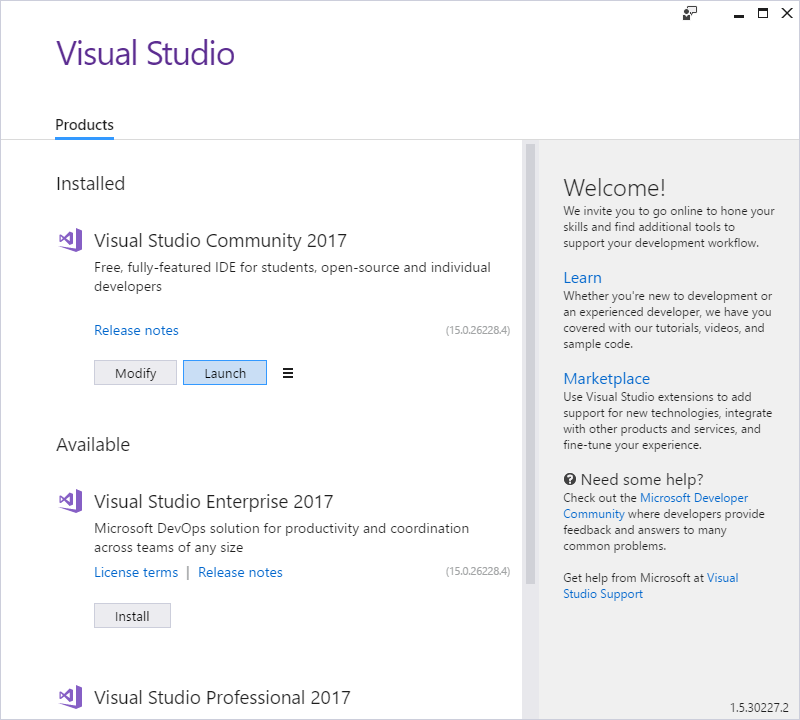 Visual Studio
Products
Installed
Visual Studio Community 2017
Free, fully-featured IDE for students, open-source and individual
developers
Release notes
(15.0.26228.4)
Modify
Launch
Available
Visual Studio Enterprise 2017
Microsoft DevOps solution for productivity and coordination
across teams of any size
License terms | Release notes
(15.0.26228.4)
Install
Visual Studio Professional 2017
Welcome!
We invite you to go online to hone your
skills and find additional tools to
support your development workflow.
Learn
Whether you're new to development or
an experienced developer, we have you
covered with our tutorials, videos, and
sample code.
Marketplace
Use Visual Studio extensions to add
support for new technologies, integrate
with other products and services, and
fine-tune your experience.
Need some help?
Check out the Microsoft Developer
Community where developers provide
feedback and answers to many
common problems.
Get help from Microsoft at Visual
Studio Support
1.5.30227.2